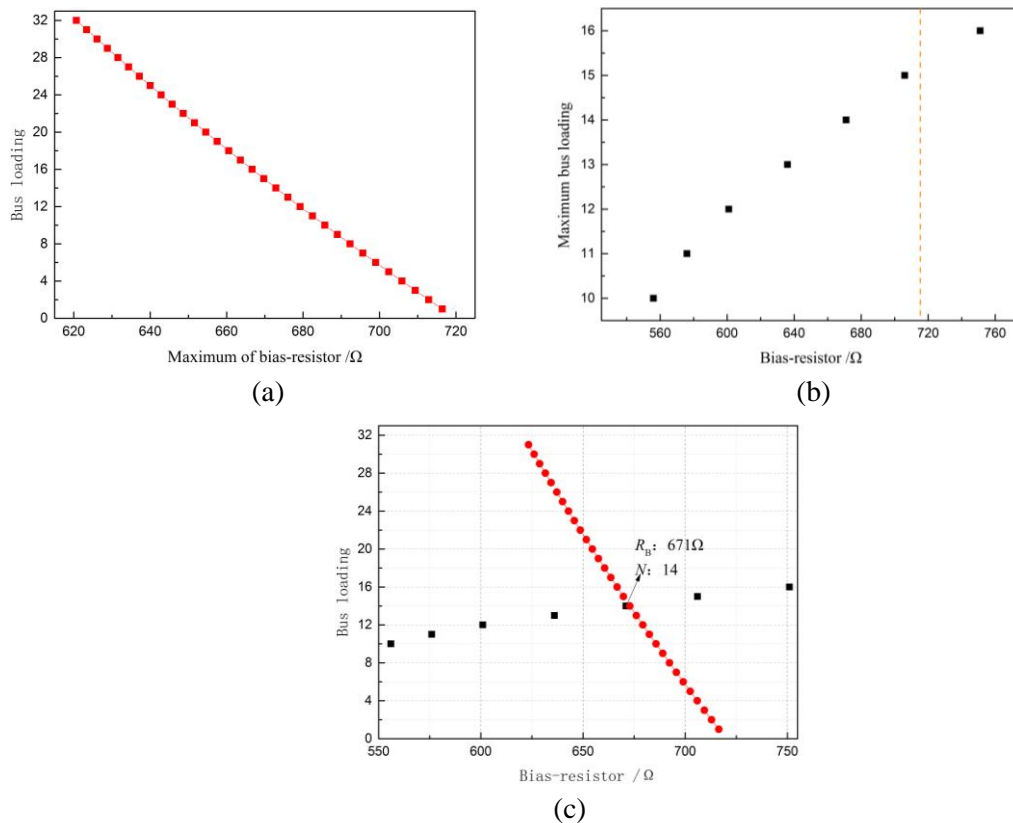 32
28
24
20
16
12
8
4
0
Bus loading
620 640 660 680 700 720
Maximum of bias-resistor /Ω
(a)
16
15
14
13
12
11
10
Maximum bus loading
560 600 640 680 720 760
Bias-resistor /Ω
(b)
32
28
24
20
16
12
8
4
0
Bus loading
R_B: 671Ω
N: 14
550 600 650 700 750
Bias-resistor /Ω
(c)